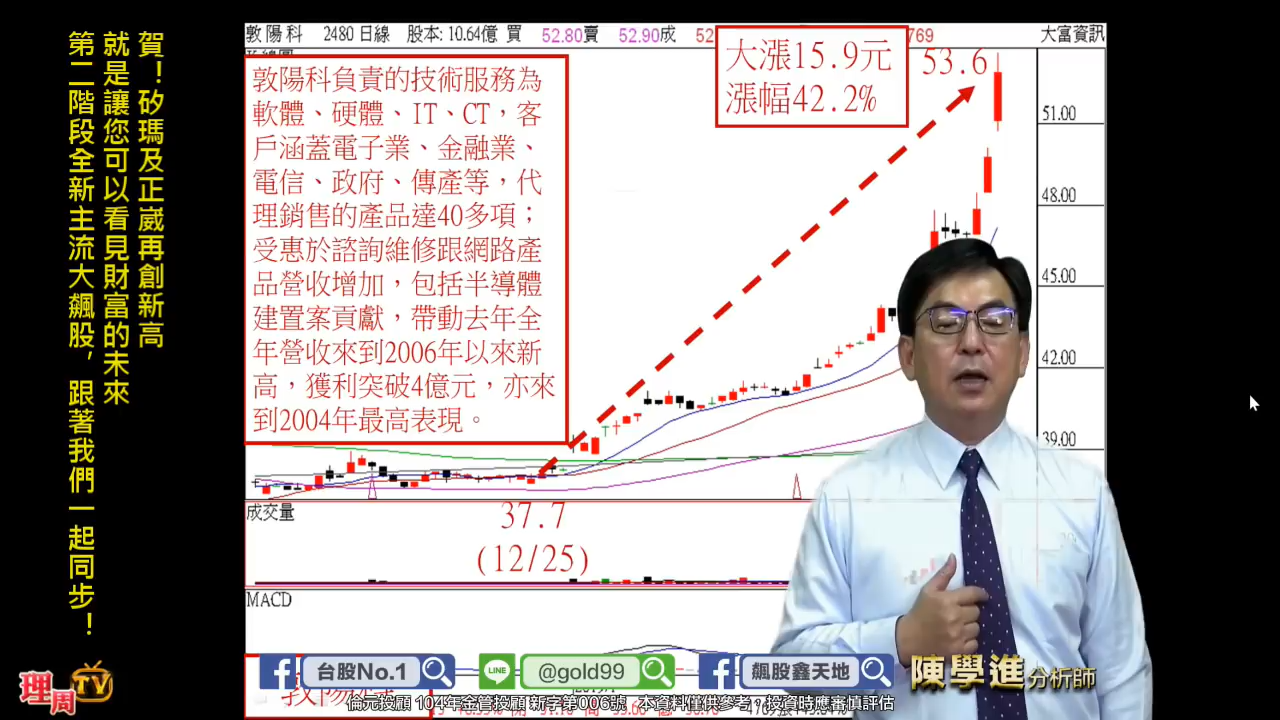 賀！矽瑪及正崴再創新高
就是讓您可以看見財富的未來
第二階段全新主流大飆股，跟著我們一起同步！
敦陽科 2480 日線 股本: 10.64億 買 52.80賣 52.90成 大富資訊
大漲15.9元
漲幅42.2%
53.6
敦陽科負責的技術服務為
軟體、硬體、IT、CT，客
戶涵蓋電子業、金融業、
電信、政府、傳產等，代
理銷售的產品達40多項；
受惠於諮詢維修跟網路產
品營收增加，包括半導體
建置案貢獻，帶動去年全
年營收來到2006年以來新
高，獲利突破4億元，亦來
到2004年最高表現。
51.00
48.00
45.00
42.00
39.00
成交量
37.7
(12/25)
MACD
台股No.1
LINE
@gold99
飆股鑫天地
陳學進分析師
理周TV
倫元投顧 104年金管投顧新字第006號 本資料僅供參考，投資時應審慎評估